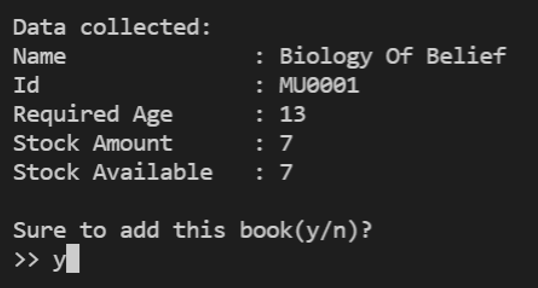 Data collected:
Name : Biology Of Belief
Id : MU0001
Required Age : 13
Stock Amount : 7
Stock Available : 7
Sure to add this book(y/n)?
>> y